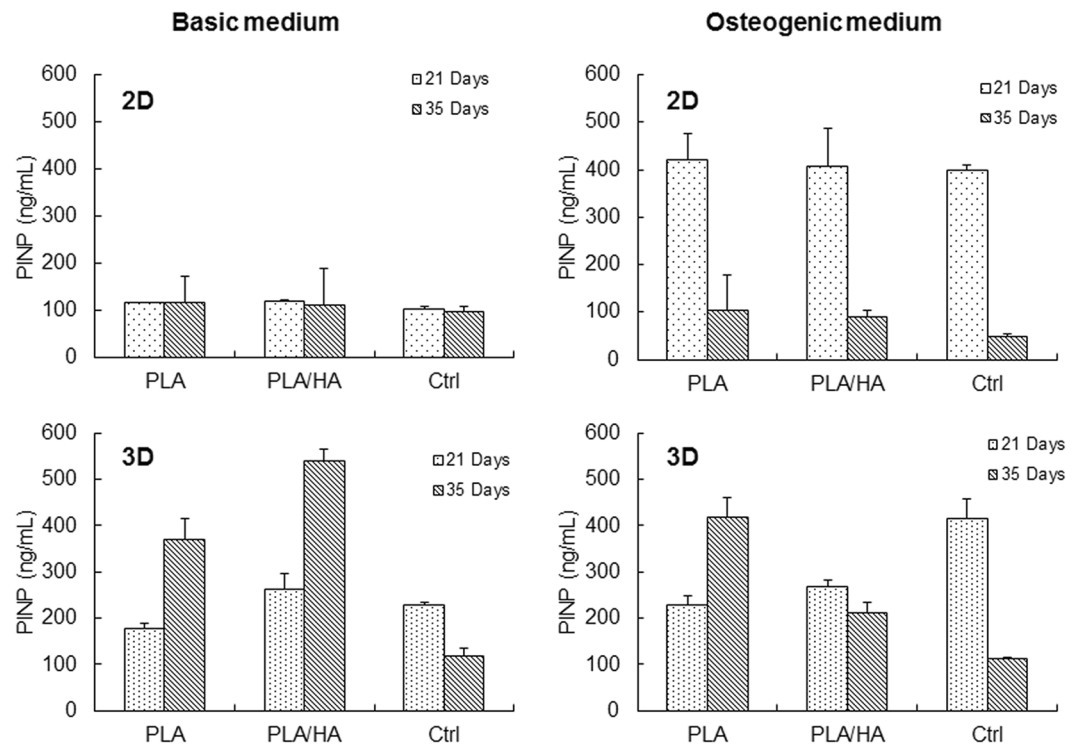 Basic medium
Osteogenic medium
2D
21 Days
35 Days
PINP (ng/mL)
600
500
400
300
200
100
0
PLA PLA/HA Ctrl
2D
21 Days
35 Days
PINP (ng/mL)
600
500
400
300
200
100
0
PLA PLA/HA Ctrl
3D
21 Days
35 Days
PINP (ng/mL)
600
500
400
300
200
100
0
PLA PLA/HA Ctrl
3D
21 Days
35 Days
PINP (ng/mL)
600
500
400
300
200
100
0
PLA PLA/HA Ctrl